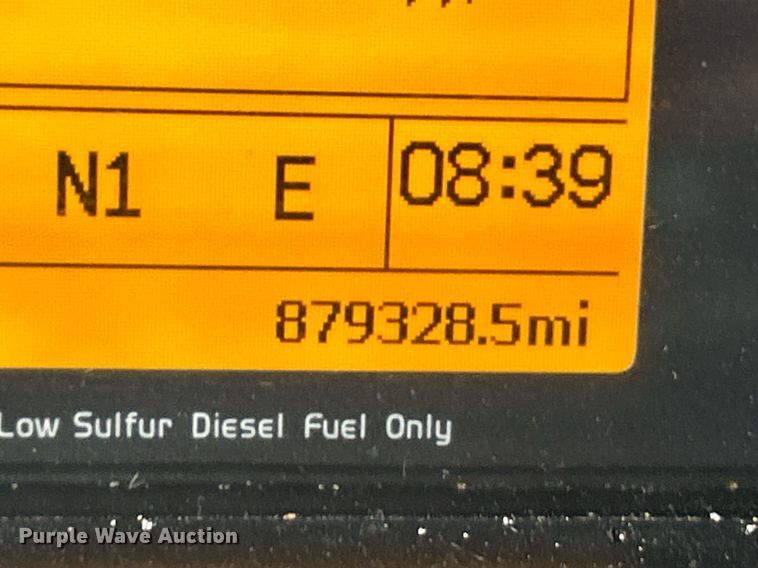 N1 E 08:39
879328.5mi
Low Sulfur Diesel Fuel Only
Purple Wave Auction